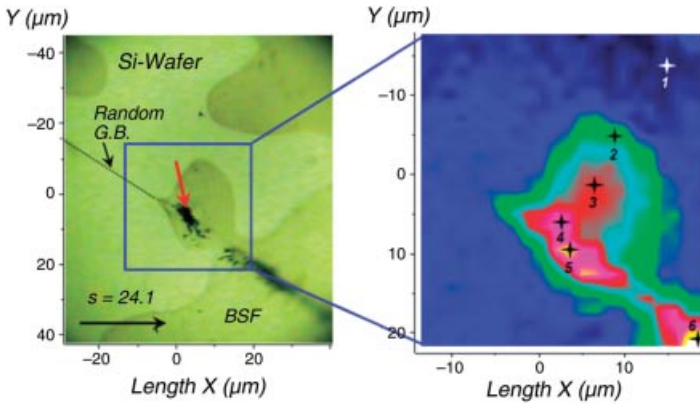 Y (μm)
Y (μm)
−40
−20
0
20
40
Si-Wafer
Random
G.B.
s = 24.1
BSF
−20
0
20
Length X (μm)
−10
0
10
20
1
2
3
4
5
6
0
10
Length X (μm)